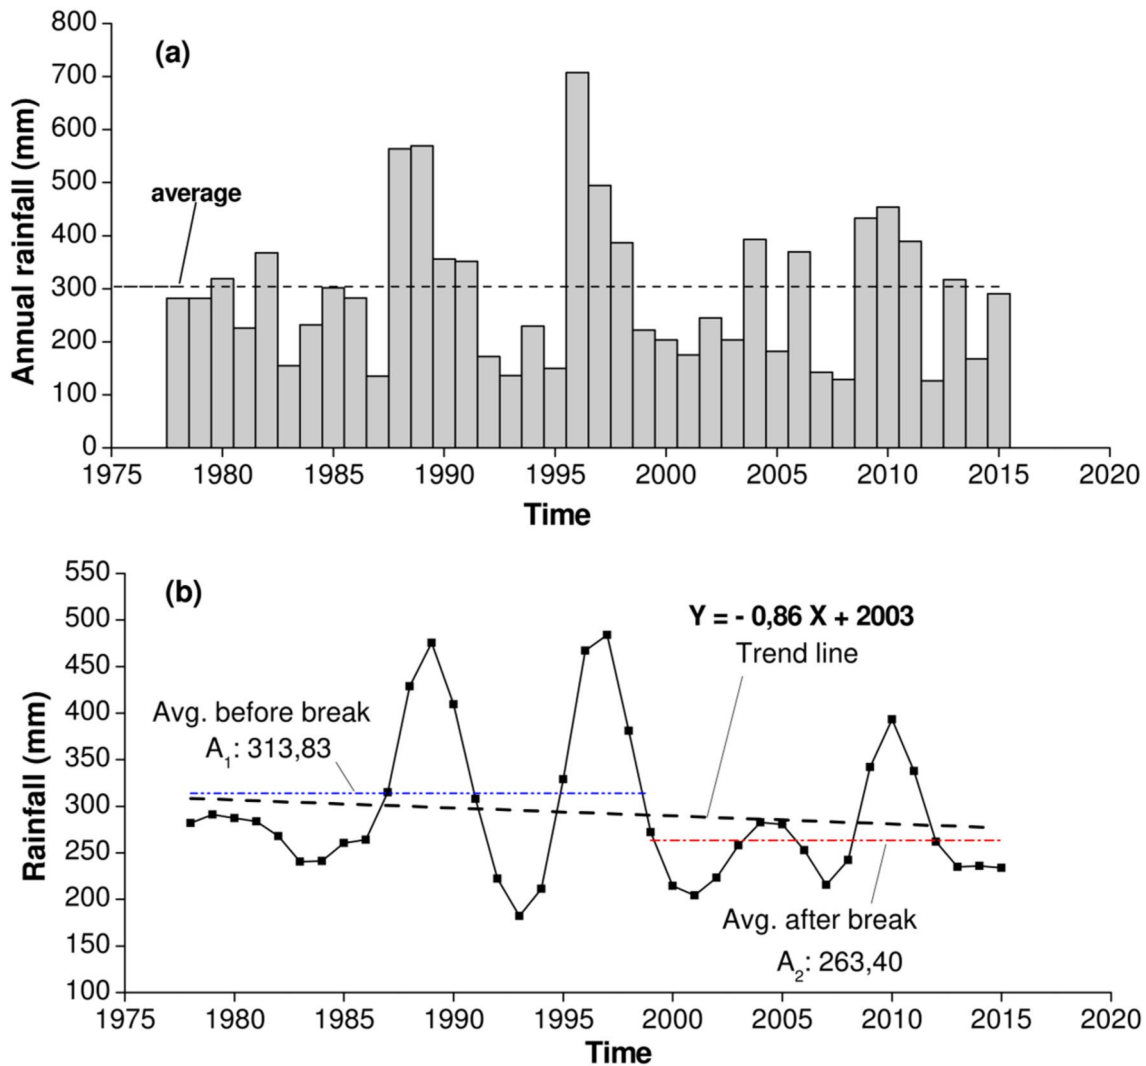 800
(a)
700
600
500
average
400
300
200
100
0
Annual rainfall (mm)
1975 1980 1985 1990 1995 2000 2005 2010 2015 2020
Time
550
(b)
500
Y = - 0,86 X + 2003
Trend line
450
400
Avg. before break
A₁: 313,83
350
300
250
200
Avg. after break
150
A₂: 263,40
100
Rainfall (mm)
1975 1980 1985 1990 1995 2000 2005 2010 2015 2020
Time